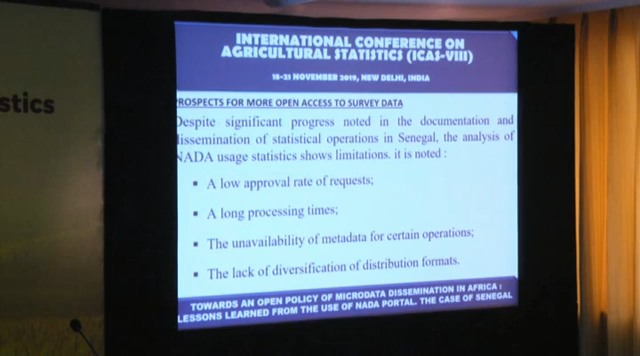 stics
INTERNATIONAL CONFERENCE ON
AGRICULTURAL STATISTICS (ICAS-VIII)
18-21 NOVEMBER 2019, NEW DELHI, INDIA
PROSPECTS FOR MORE OPEN ACCESS TO SURVEY DATA
Despite significant progress noted in the documentation and
dissemination of statistical operations in Senegal, the analysis of
NADA usage statistics shows limitations. it is noted :
▪ A low approval rate of requests;
▪ A long processing times;
▪ The unavailability of metadata for certain operations;
▪ The lack of diversification of distribution formats.
TOWARDS AN OPEN POLICY OF MICRODATA DISSEMINATION IN AFRICA :
LESSONS LEARNED FROM THE USE OF NADA PORTAL. THE CASE OF SENEGAL